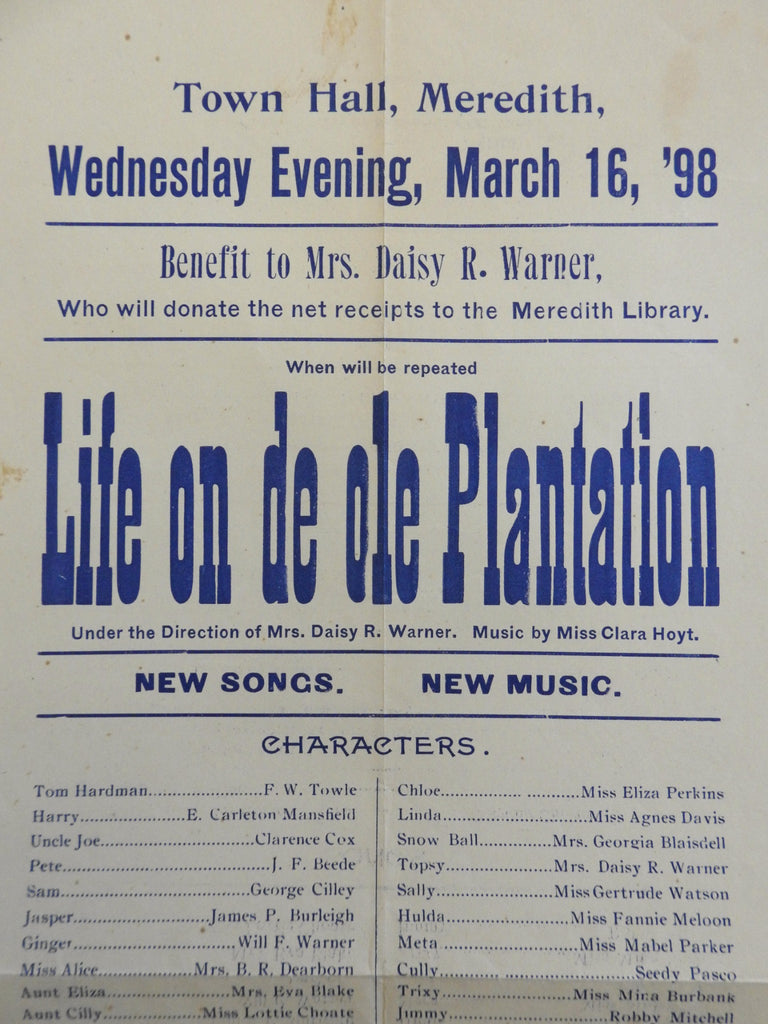 Town Hall, Meredith,
Wednesday Evening, March 16, '98
Benefit to Mrs. Daisy R. Warner,
Who will donate the net receipts to the Meredith Library.
When will be repeated
Life on de ole Plantation
Under the Direction of Mrs. Daisy R. Warner. Music by Miss Clara Hoyt.
NEW SONGS. NEW MUSIC.
CHARACTERS.
Tom Hardman..........................F. W. Towle
Harry...................E. Carleton Mansfield
Uncle Joe............................Clarence Cox
Pete.....................................J. F. Beede
Sam..................................George Cilley
Jasper........................James P. Burleigh
Ginger.............................Will F. Warner
Miss Alice.................Mrs. B. R. Dearborn
Aunt Eliza......................Mrs. Eva Blake
Aunt Cilly.................Miss Lottie Choate
Chloe..........................Miss Eliza Perkins
Linda...........................Miss Agnes Davis
Snow Ball..............Mrs. Georgia Blaisdell
Topsy....................Mrs. Daisy R. Warner
Sally....................Miss Gertrude Watson
Hulda.......................Miss Fannie Meloon
Meta.........................Miss Mabel Parker
Cully..................................Seedy Pasco
Trixy............................Miss Mina Burbank
Jimmy..............................Robby Mitchell